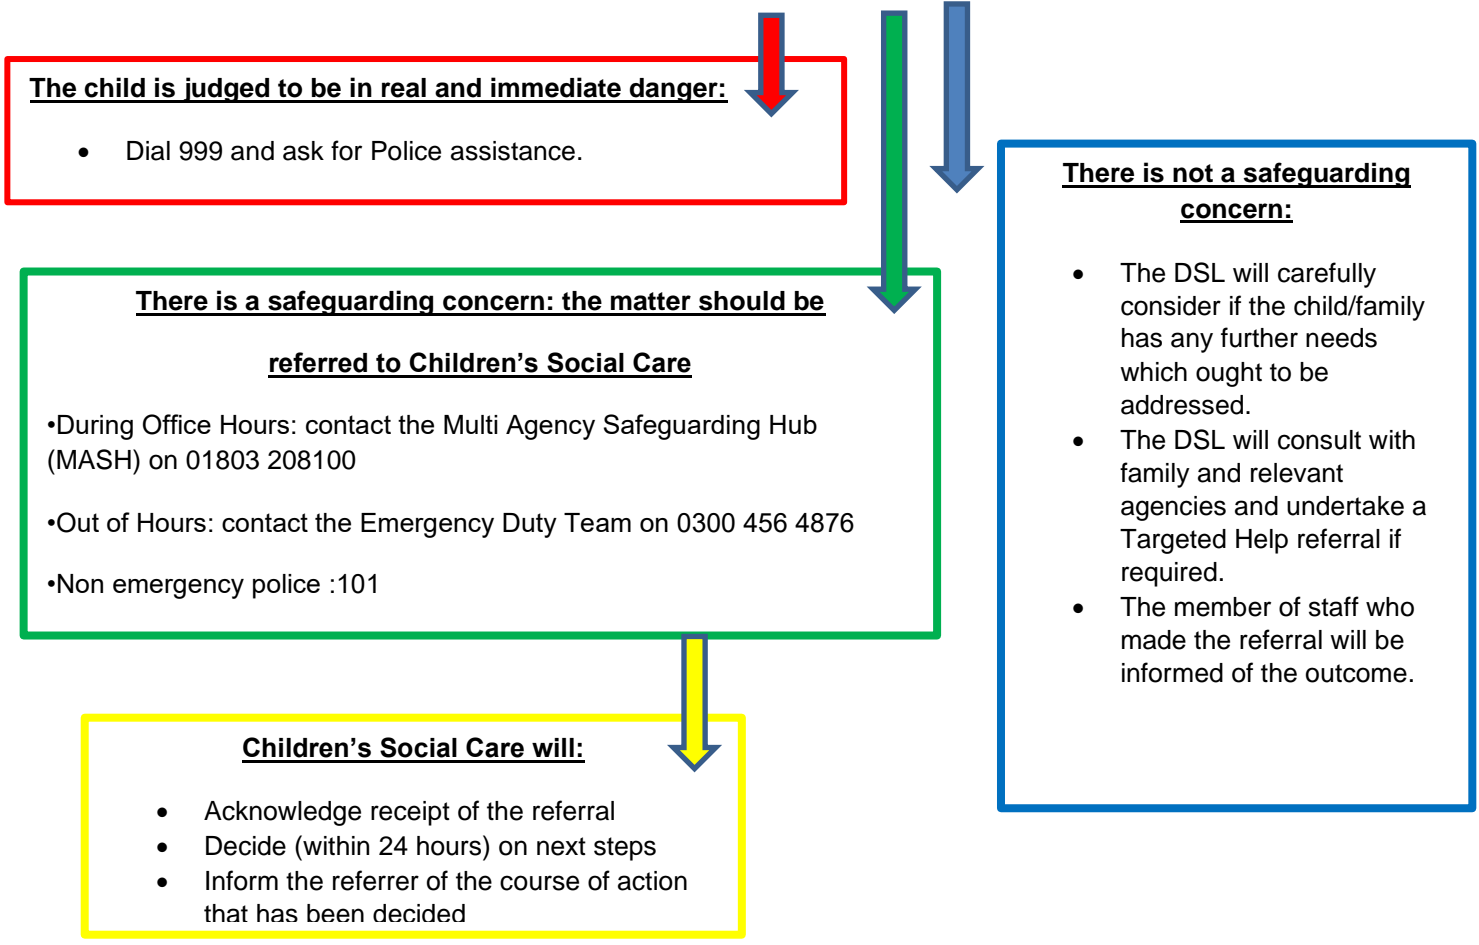 The child is judged to be in real and immediate danger:
• Dial 999 and ask for Police assistance.
There is a safeguarding concern: the matter should be
referred to Children’s Social Care
•During Office Hours: contact the Multi Agency Safeguarding Hub
(MASH) on 01803 208100
•Out of Hours: contact the Emergency Duty Team on 0300 456 4876
•Non emergency police :101
There is not a safeguarding
concern:
• The DSL will carefully
consider if the child/family
has any further needs
which ought to be
addressed.
• The DSL will consult with
family and relevant
agencies and undertake a
Targeted Help referral if
required.
• The member of staff who
made the referral will be
informed of the outcome.
Children’s Social Care will:
• Acknowledge receipt of the referral
• Decide (within 24 hours) on next steps
• Inform the referrer of the course of action
that has been decided